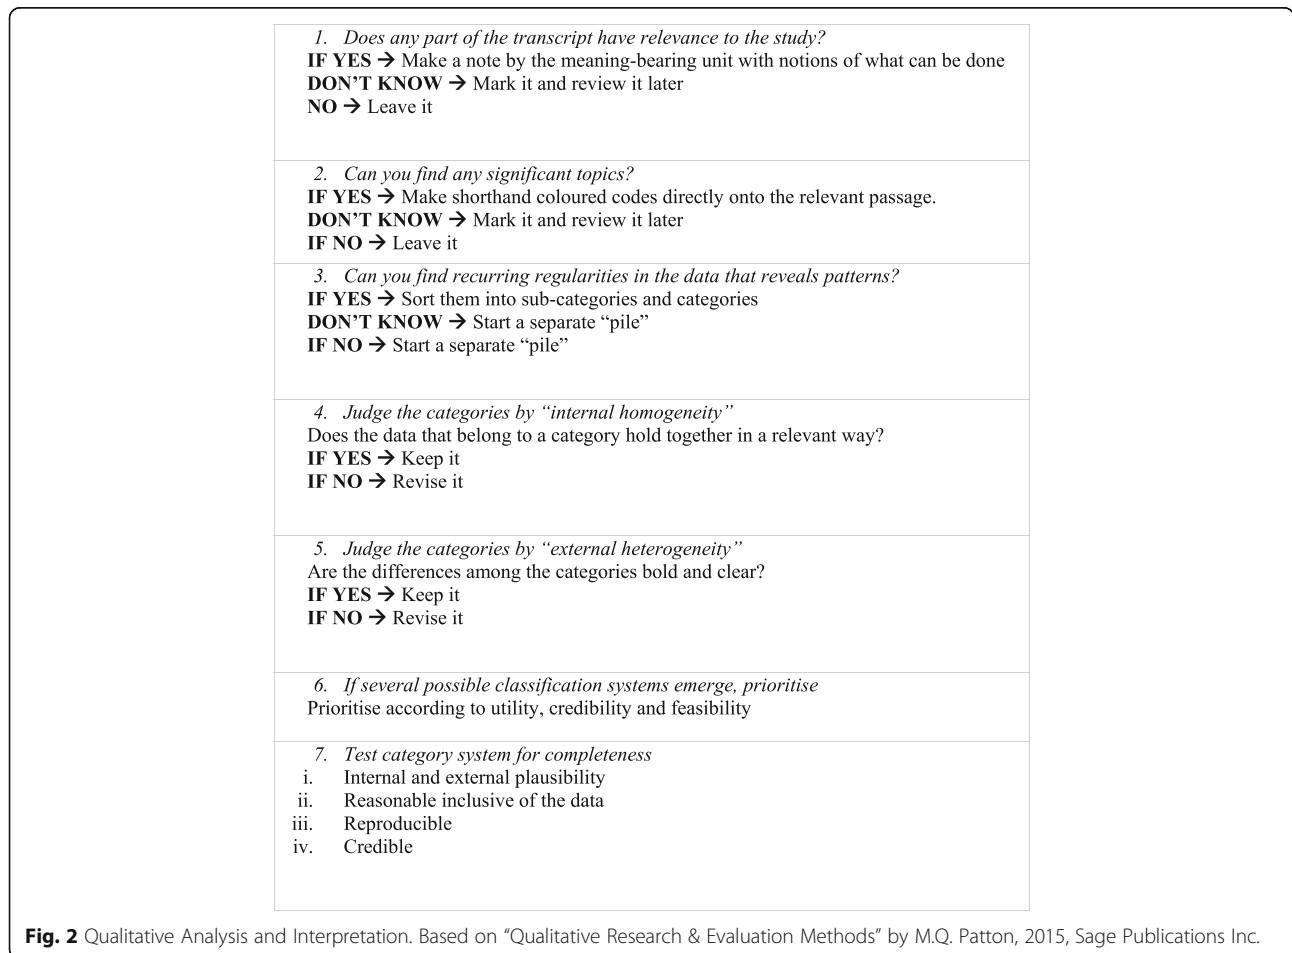 1. Does any part of the transcript have relevance to the study?
IF YES → Make a note by the meaning-bearing unit with notions of what can be done
DON'T KNOW → Mark it and review it later
NO → Leave it
2. Can you find any significant topics?
IF YES → Make shorthand coloured codes directly onto the relevant passage.
DON'T KNOW → Mark it and review it later
IF NO → Leave it
3. Can you find recurring regularities in the data that reveals patterns?
IF YES → Sort them into sub-categories and categories
DON'T KNOW → Start a separate “pile”
IF NO → Start a separate “pile”
4. Judge the categories by “internal homogeneity”
Does the data that belong to a category hold together in a relevant way?
IF YES → Keep it
IF NO → Revise it
5. Judge the categories by “external heterogeneity”
Are the differences among the categories bold and clear?
IF YES → Keep it
IF NO → Revise it
6. If several possible classification systems emerge, prioritise
Prioritise according to utility, credibility and feasibility
7. Test category system for completeness
i. Internal and external plausibility
ii. Reasonable inclusive of the data
iii. Reproducible
iv. Credible
Fig. 2 Qualitative Analysis and Interpretation. Based on “Qualitative Research & Evaluation Methods” by M.Q. Patton, 2015, Sage Publications Inc.